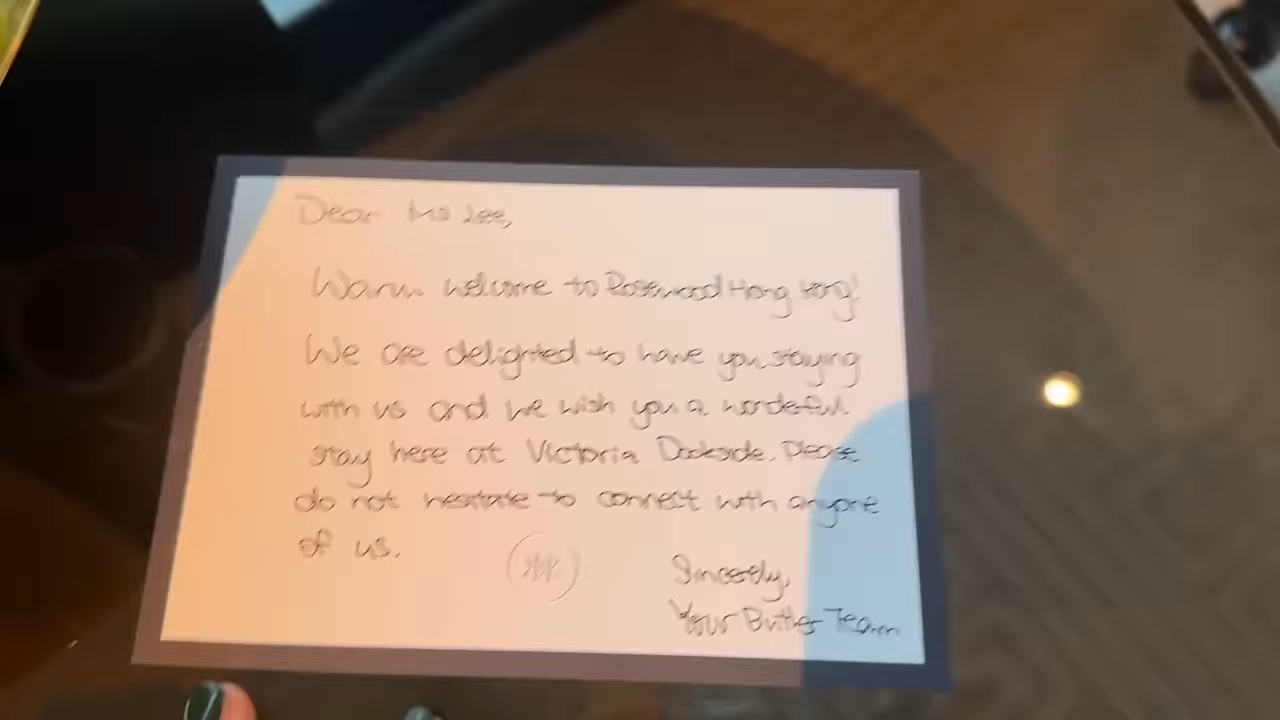 Dear Ms Lee,
Warm welcome to Rosewood Hong Kong!
We are delighted to have you staying
with us and we wish you a wonderful
stay here at Victoria Dockside. Please
do not hesitate to connect with anyone
of us.
Sincerely,
Your Butler Team